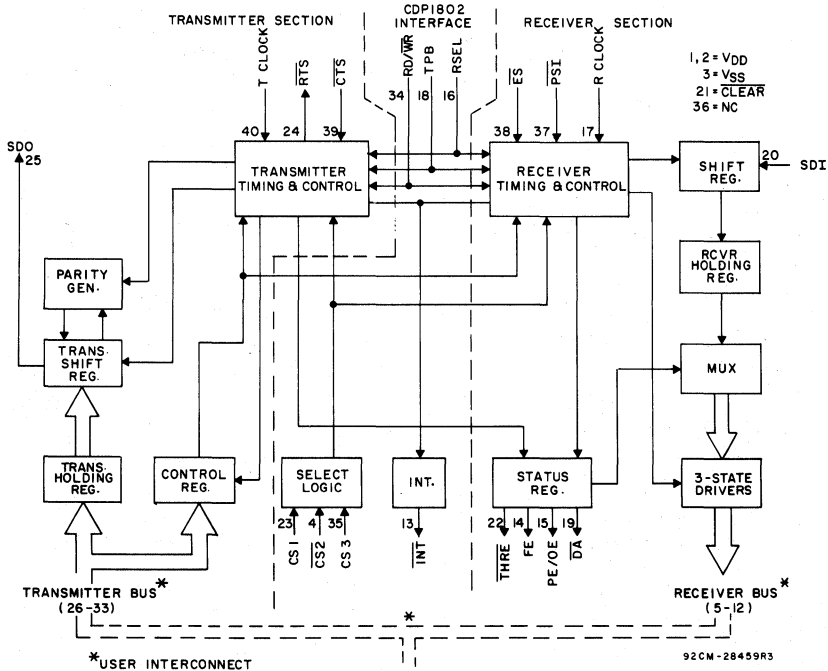 TRANSMITTER SECTION
CDP1802
INTERFACE
RECEIVER SECTION
T CLOCK
RTS
CTS
RD/WR
TPB
RSEL
ES
PSI
R CLOCK
1, 2 = VDD
3 = VSS
21 = CLEAR
36 = NC
34
18
16
40
24
39
38
37
17
SDO
25
TRANSMITTER
TIMING & CONTROL
RECEIVER
TIMING & CONTROL
SHIFT
REG.
20
SDI
PARITY
GEN.
RCVR
HOLDING
REG.
TRANS.
SHIFT
REG.
MUX
TRANS.
HOLDING
REG.
CONTROL
REG.
SELECT
LOGIC
INT.
STATUS
REG.
3-STATE
DRIVERS
23
4
35
13
22
14
15
19
CS1
CS2
CS3
INT
THRE
FE
PE/OE
DA
TRANSMITTER BUS*
(26-33)
RECEIVER BUS*
(5-12)
*
*USER INTERCONNECT
92CM-28459R3